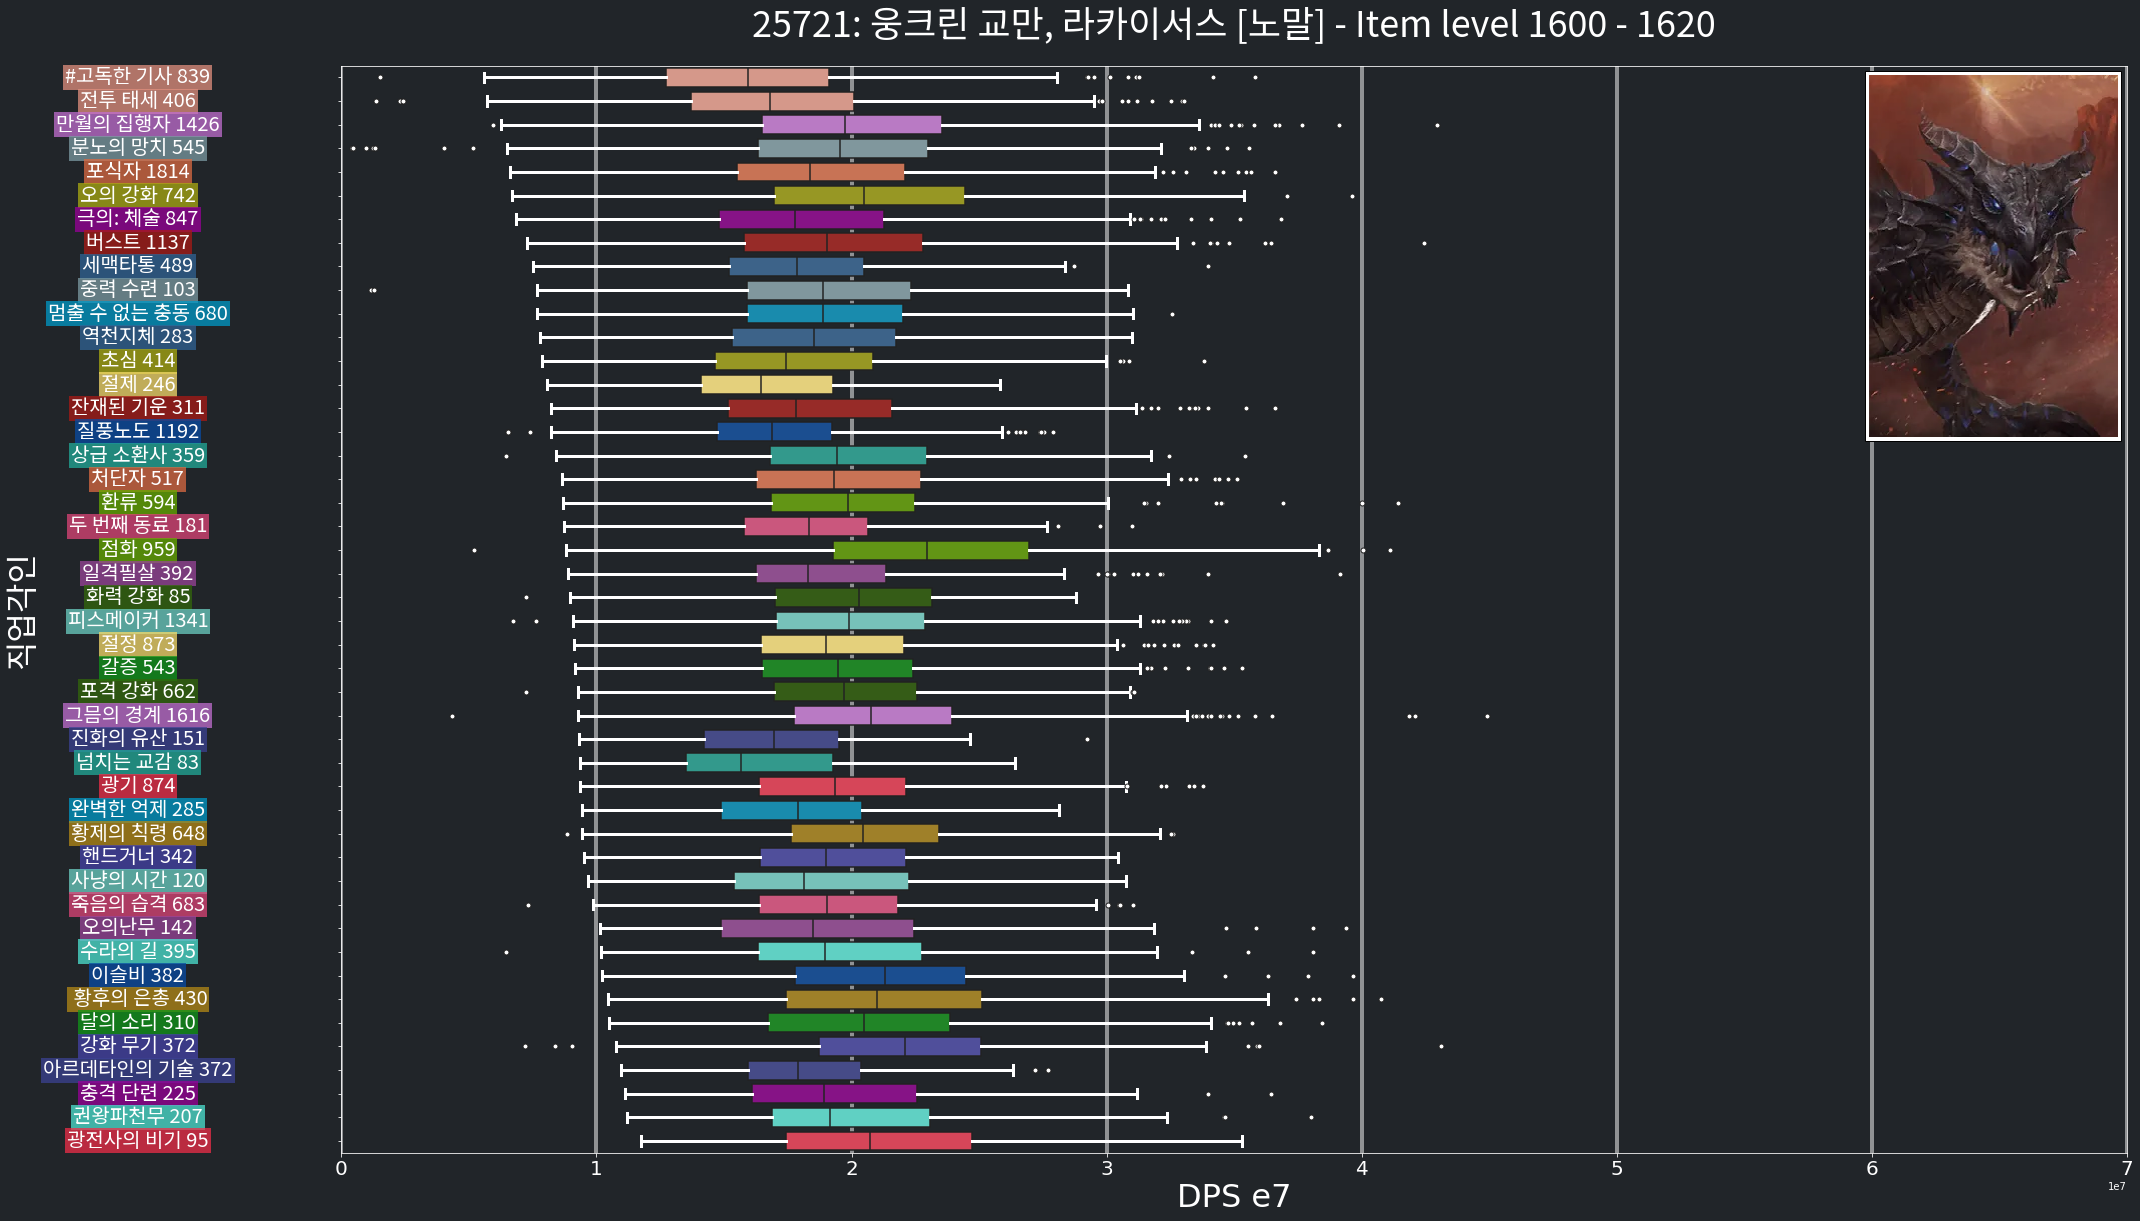 25721: 웅크린 교만, 라카이서스 [노말] - Item level 1600 - 1620
직업각인
#고독한 기사 839
전투 태세 406
만월의 집행자 1426
분노의 망치 545
포식자 1814
오의 강화 742
극의: 체술 847
버스트 1137
세맥타통 489
중력 수련 103
멈출 수 없는 충동 680
역천지체 283
초심 414
절제 246
잔재된 기운 311
질풍노도 1192
상급 소환사 359
처단자 517
환류 594
두 번째 동료 181
점화 959
일격필살 392
화력 강화 85
피스메이커 1341
절정 873
갈증 543
포격 강화 662
그믐의 경계 1616
진화의 유산 151
넘치는 교감 83
광기 874
완벽한 억제 285
황제의 칙령 648
핸드거너 342
사냥의 시간 120
죽음의 습격 683
오의난무 142
수라의 길 395
이슬비 382
황후의 은총 430
달의 소리 310
강화 무기 372
아르데타인의 기술 372
충격 단련 225
권왕파천무 207
광전사의 비기 95
0 1 2 3 4 5 6 7
1e7
DPS e7